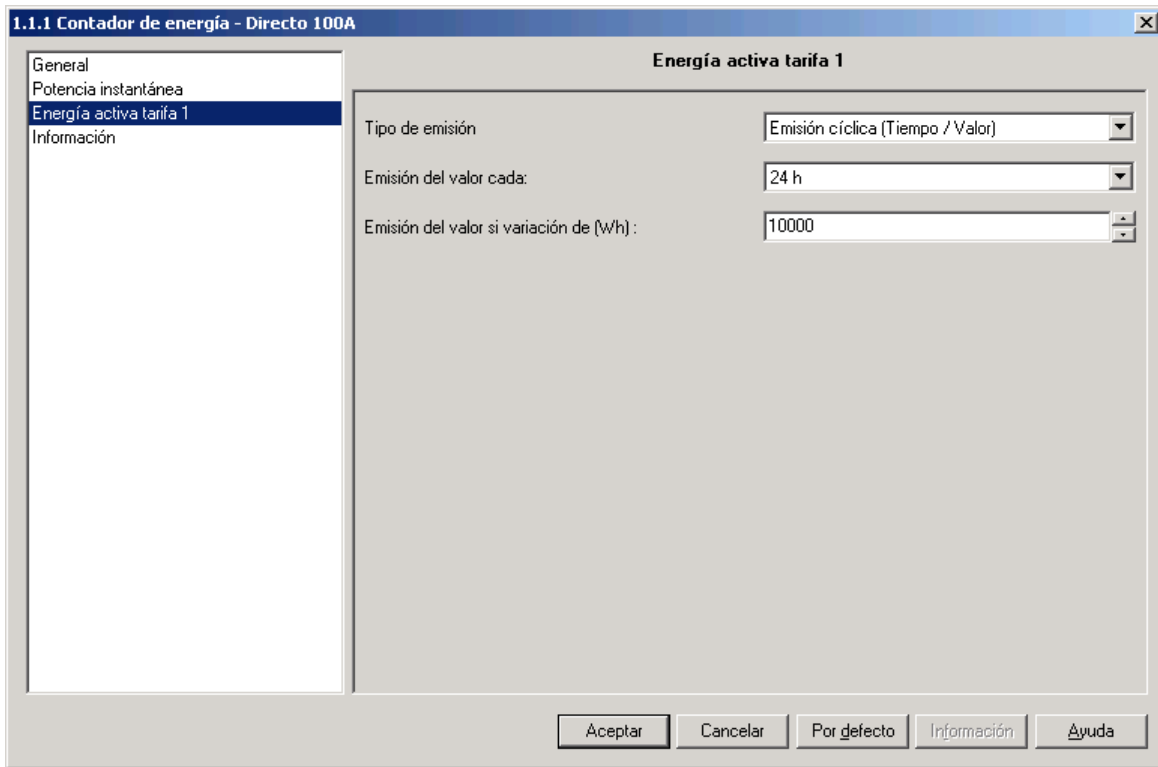 1.1.1 Contador de energía - Directo 100A
General
Potencia instantánea
Energía activa tarifa 1
Información
Energía activa tarifa 1
Tipo de emisión
Emisión cíclica (Tiempo / Valor)
Emisión del valor cada:
24 h
Emisión del valor si variación de (Wh) :
10000
Aceptar
Cancelar
Por defecto
Información
Ayuda